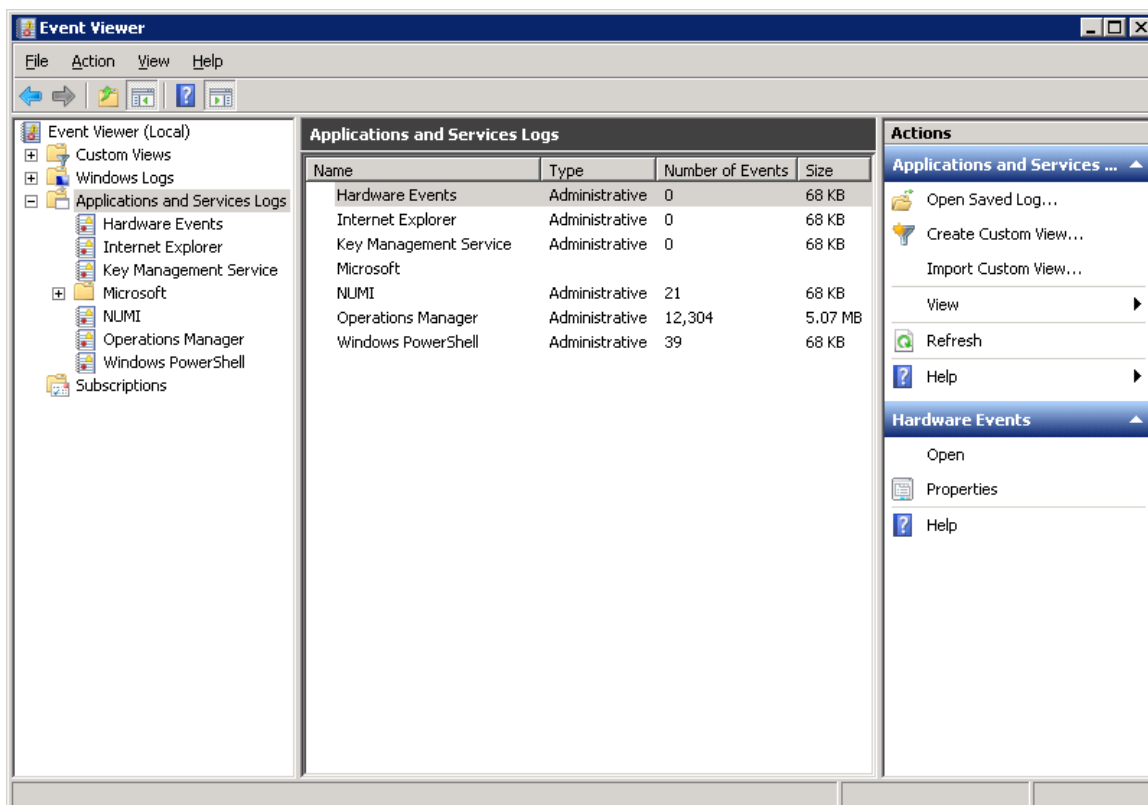 Event Viewer
File Action View Help
Event Viewer (Local)
Custom Views
Windows Logs
Applications and Services Logs
Hardware Events
Internet Explorer
Key Management Service
Microsoft
NUMI
Operations Manager
Windows PowerShell
Subscriptions
Applications and Services Logs
Name Type Number of Events Size
Hardware Events Administrative 0 68 KB
Internet Explorer Administrative 0 68 KB
Key Management Service Administrative 0 68 KB
Microsoft
NUMI Administrative 21 68 KB
Operations Manager Administrative 12,304 5.07 MB
Windows PowerShell Administrative 39 68 KB
Actions
Applications and Services ...
Open Saved Log...
Create Custom View...
Import Custom View...
View
Refresh
Help
Hardware Events
Open
Properties
Help